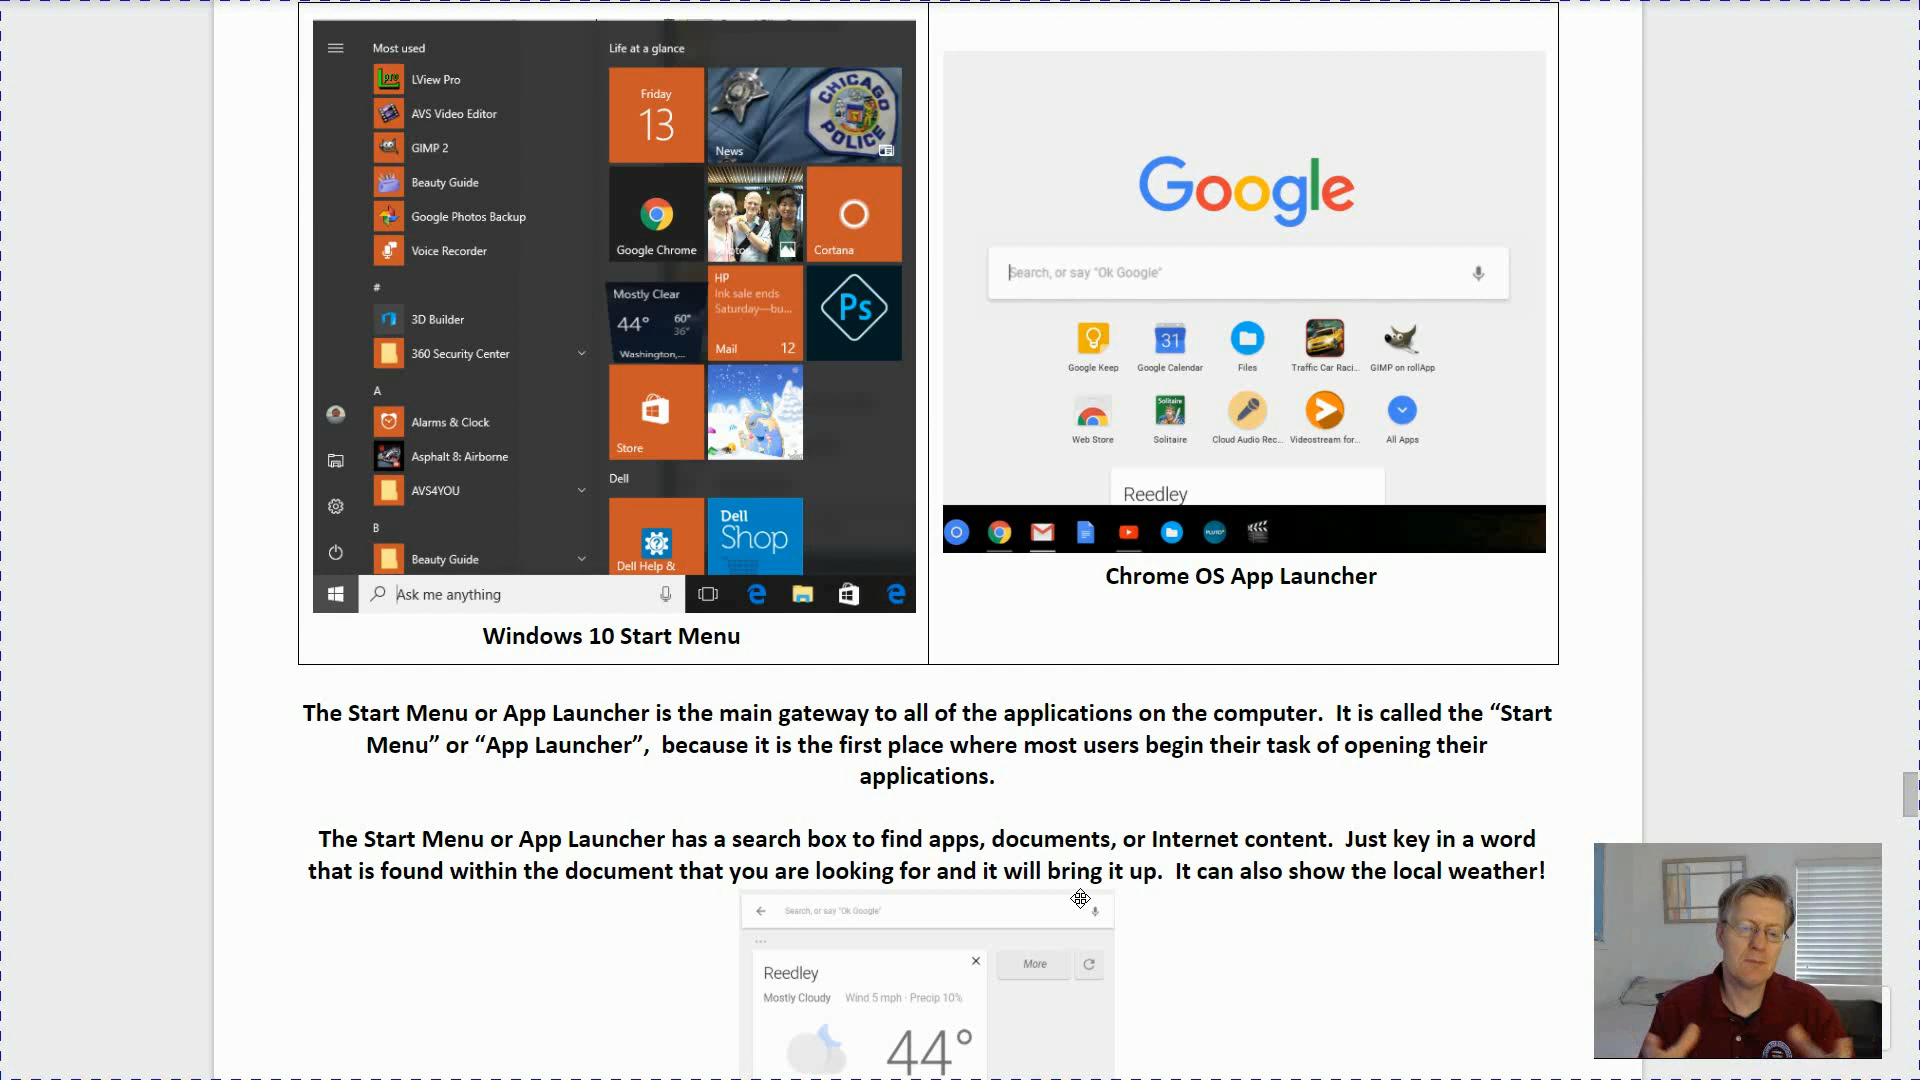 Most used
LView Pro
AVS Video Editor
GIMP 2
Beauty Guide
Google Photos Backup
Voice Recorder
#
3D Builder
360 Security Center
A
Alarms & Clock
Asphalt 8: Airborne
AVS4YOU
B
Beauty Guide
Ask me anything
Life at a glance
Friday
13
CHICAGO
POLICE
News
Google Chrome
Cortana
Mostly Clear
44°
60°
36°
Washington,...
HP
Ink sale ends
Saturday—bu...
Mail 12
Ps
Store
Dell
Dell Help &
Dell
Shop
Windows 10 Start Menu
Google
Search, or say "Ok Google"
31
Google Keep Google Calendar Files Traffic Car Raci... GIMP on rollApp
Solitaire
Web Store Solitaire Cloud Audio Rec... Videostream for... All Apps
Reedley
Chrome OS App Launcher
The Start Menu or App Launcher is the main gateway to all of the applications on the computer. It is called the “Start
Menu” or “App Launcher”, because it is the first place where most users begin their task of opening their
applications.
The Start Menu or App Launcher has a search box to find apps, documents, or Internet content. Just key in a word
that is found within the document that you are looking for and it will bring it up. It can also show the local weather!
Search, or say "Ok Google"
...
Reedley
More
Mostly Cloudy Wind 5 mph · Precip 10%
44°